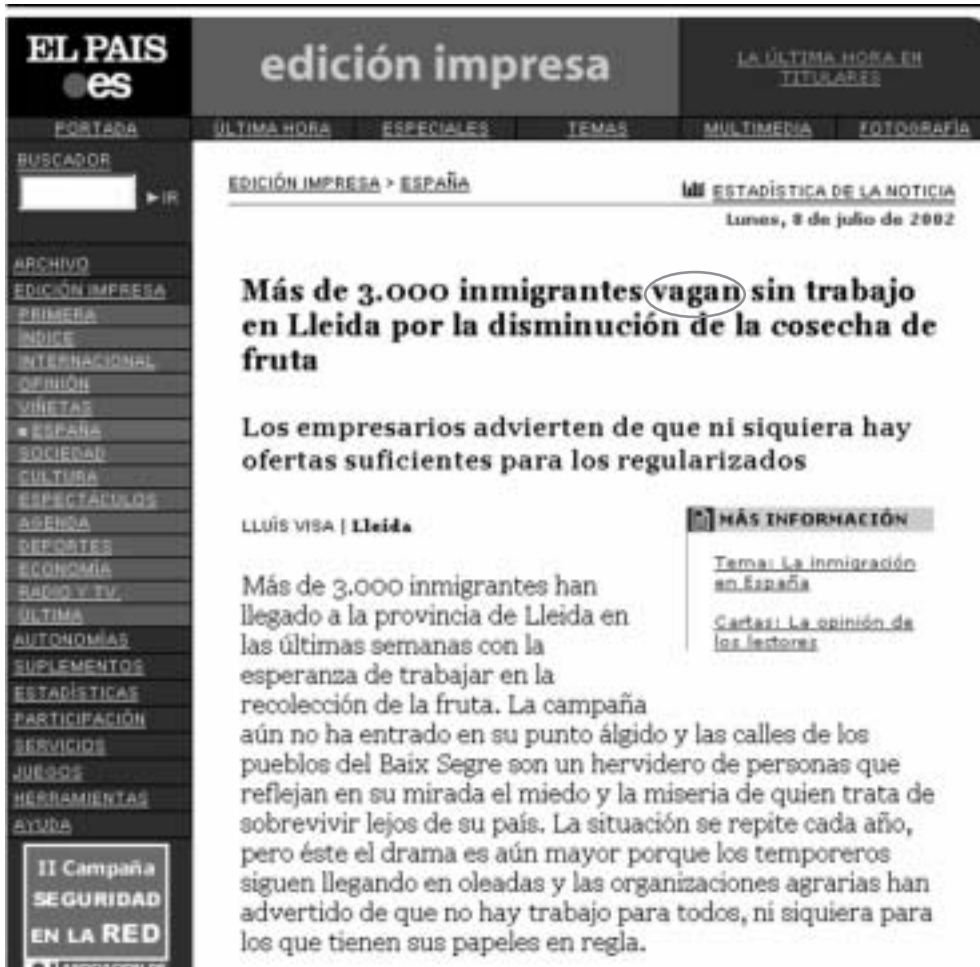 EL PAIS
es
edición impresa
LA ÚLTIMA HORA EN
TITULARES
PORTADA
ÚLTIMA HORA
ESPECIALES
TEMAS
MULTIMEDIA
FOTOGRAFÍA
BUSCADOR
IR
ARCHIVO
EDICIÓN IMPRESA
PRIMERA
ÍNDICE
INTERNACIONAL
OPINIÓN
VIÑETAS
ESPAÑA
SOCIEDAD
CULTURA
ESPECTÁCULOS
AGENDA
DEPORTES
ECONOMÍA
RADIO Y TV.
ÚLTIMA
AUTONOMÍAS
SUPLEMENTOS
ESTADÍSTICAS
PARTICIPACIÓN
SERVICIOS
JUEGOS
HERRAMIENTAS
AYUDA
II Campaña
SEGURIDAD
EN LA RED
EDICIÓN IMPRESA > ESPAÑA
ESTADÍSTICA DE LA NOTICIA
Lunes, 8 de julio de 2002
Más de 3.000 inmigrantes vagan sin trabajo
en Lleida por la disminución de la cosecha de
fruta
Los empresarios advierten de que ni siquiera hay
ofertas suficientes para los regularizados
LLUÍS VISA | Lleida
MÁS INFORMACIÓN
Tema: La inmigración
en España
Cartas: La opinión de
los lectores
Más de 3.000 inmigrantes han
llegado a la provincia de Lleida en
las últimas semanas con la
esperanza de trabajar en la
recolección de la fruta. La campaña
aún no ha entrado en su punto álgido y las calles de los
pueblos del Baix Segre son un hervidero de personas que
reflejan en su mirada el miedo y la miseria de quien trata de
sobrevivir lejos de su país. La situación se repite cada año,
pero éste el drama es aún mayor porque los temporeros
siguen llegando en oleadas y las organizaciones agrarias han
advertido de que no hay trabajo para todos, ni siquiera para
los que tienen sus papeles en regla.